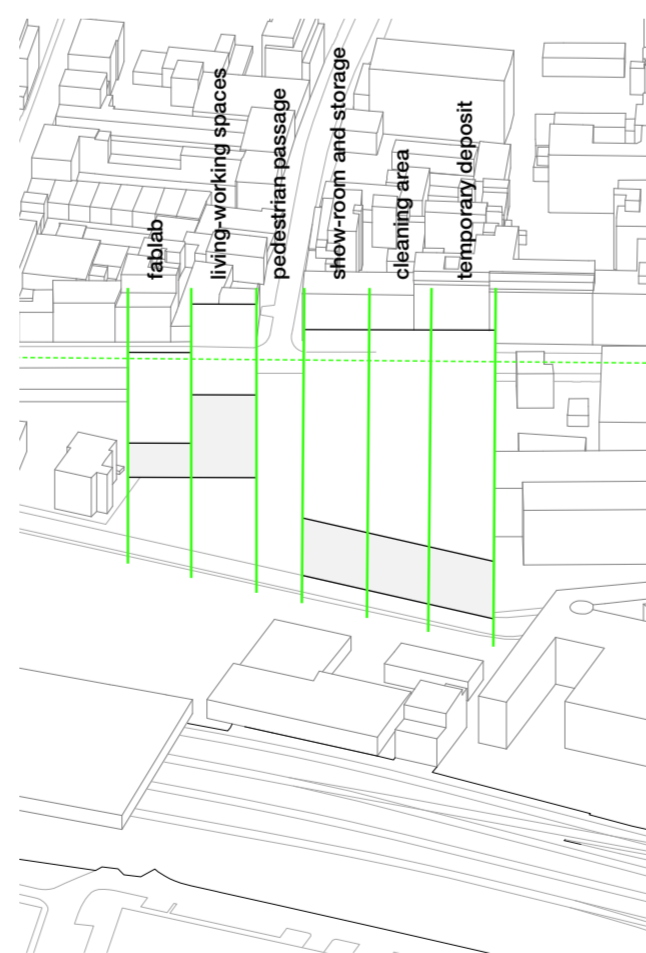 fablab
living-working spaces
pedestrian passage
show-room and storage
cleaning area
temporary deposit